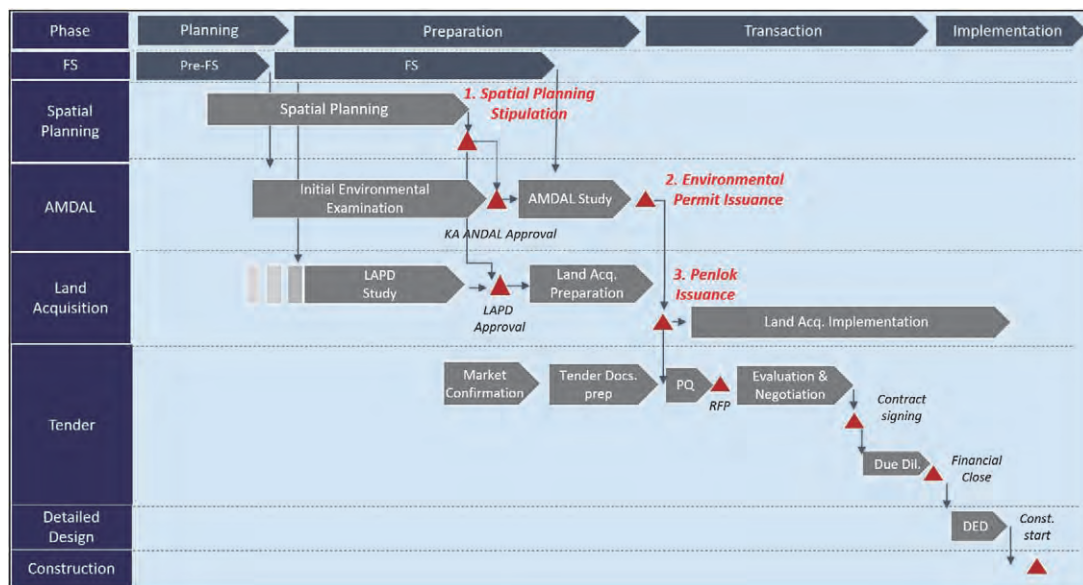 Phase
Planning
Preparation
Transaction
Implementation
FS
Pre-FS
FS
Spatial
Planning
Spatial Planning
1. Spatial Planning
Stipulation
AMDAL
Initial Environmental
Examination
KA ANDAL Approval
AMDAL Study
2. Environmental
Permit Issuance
Land
Acquisition
LAPD
Study
LAPD
Approval
Land Acq.
Preparation
3. Penlok
Issuance
Land Acq. Implementation
Tender
Market
Confirmation
Tender Docs.
prep
PQ
RFP
Evaluation &
Negotiation
Contract
signing
Due Dil.
Financial
Close
Detailed
Design
DED
Const.
start
Construction